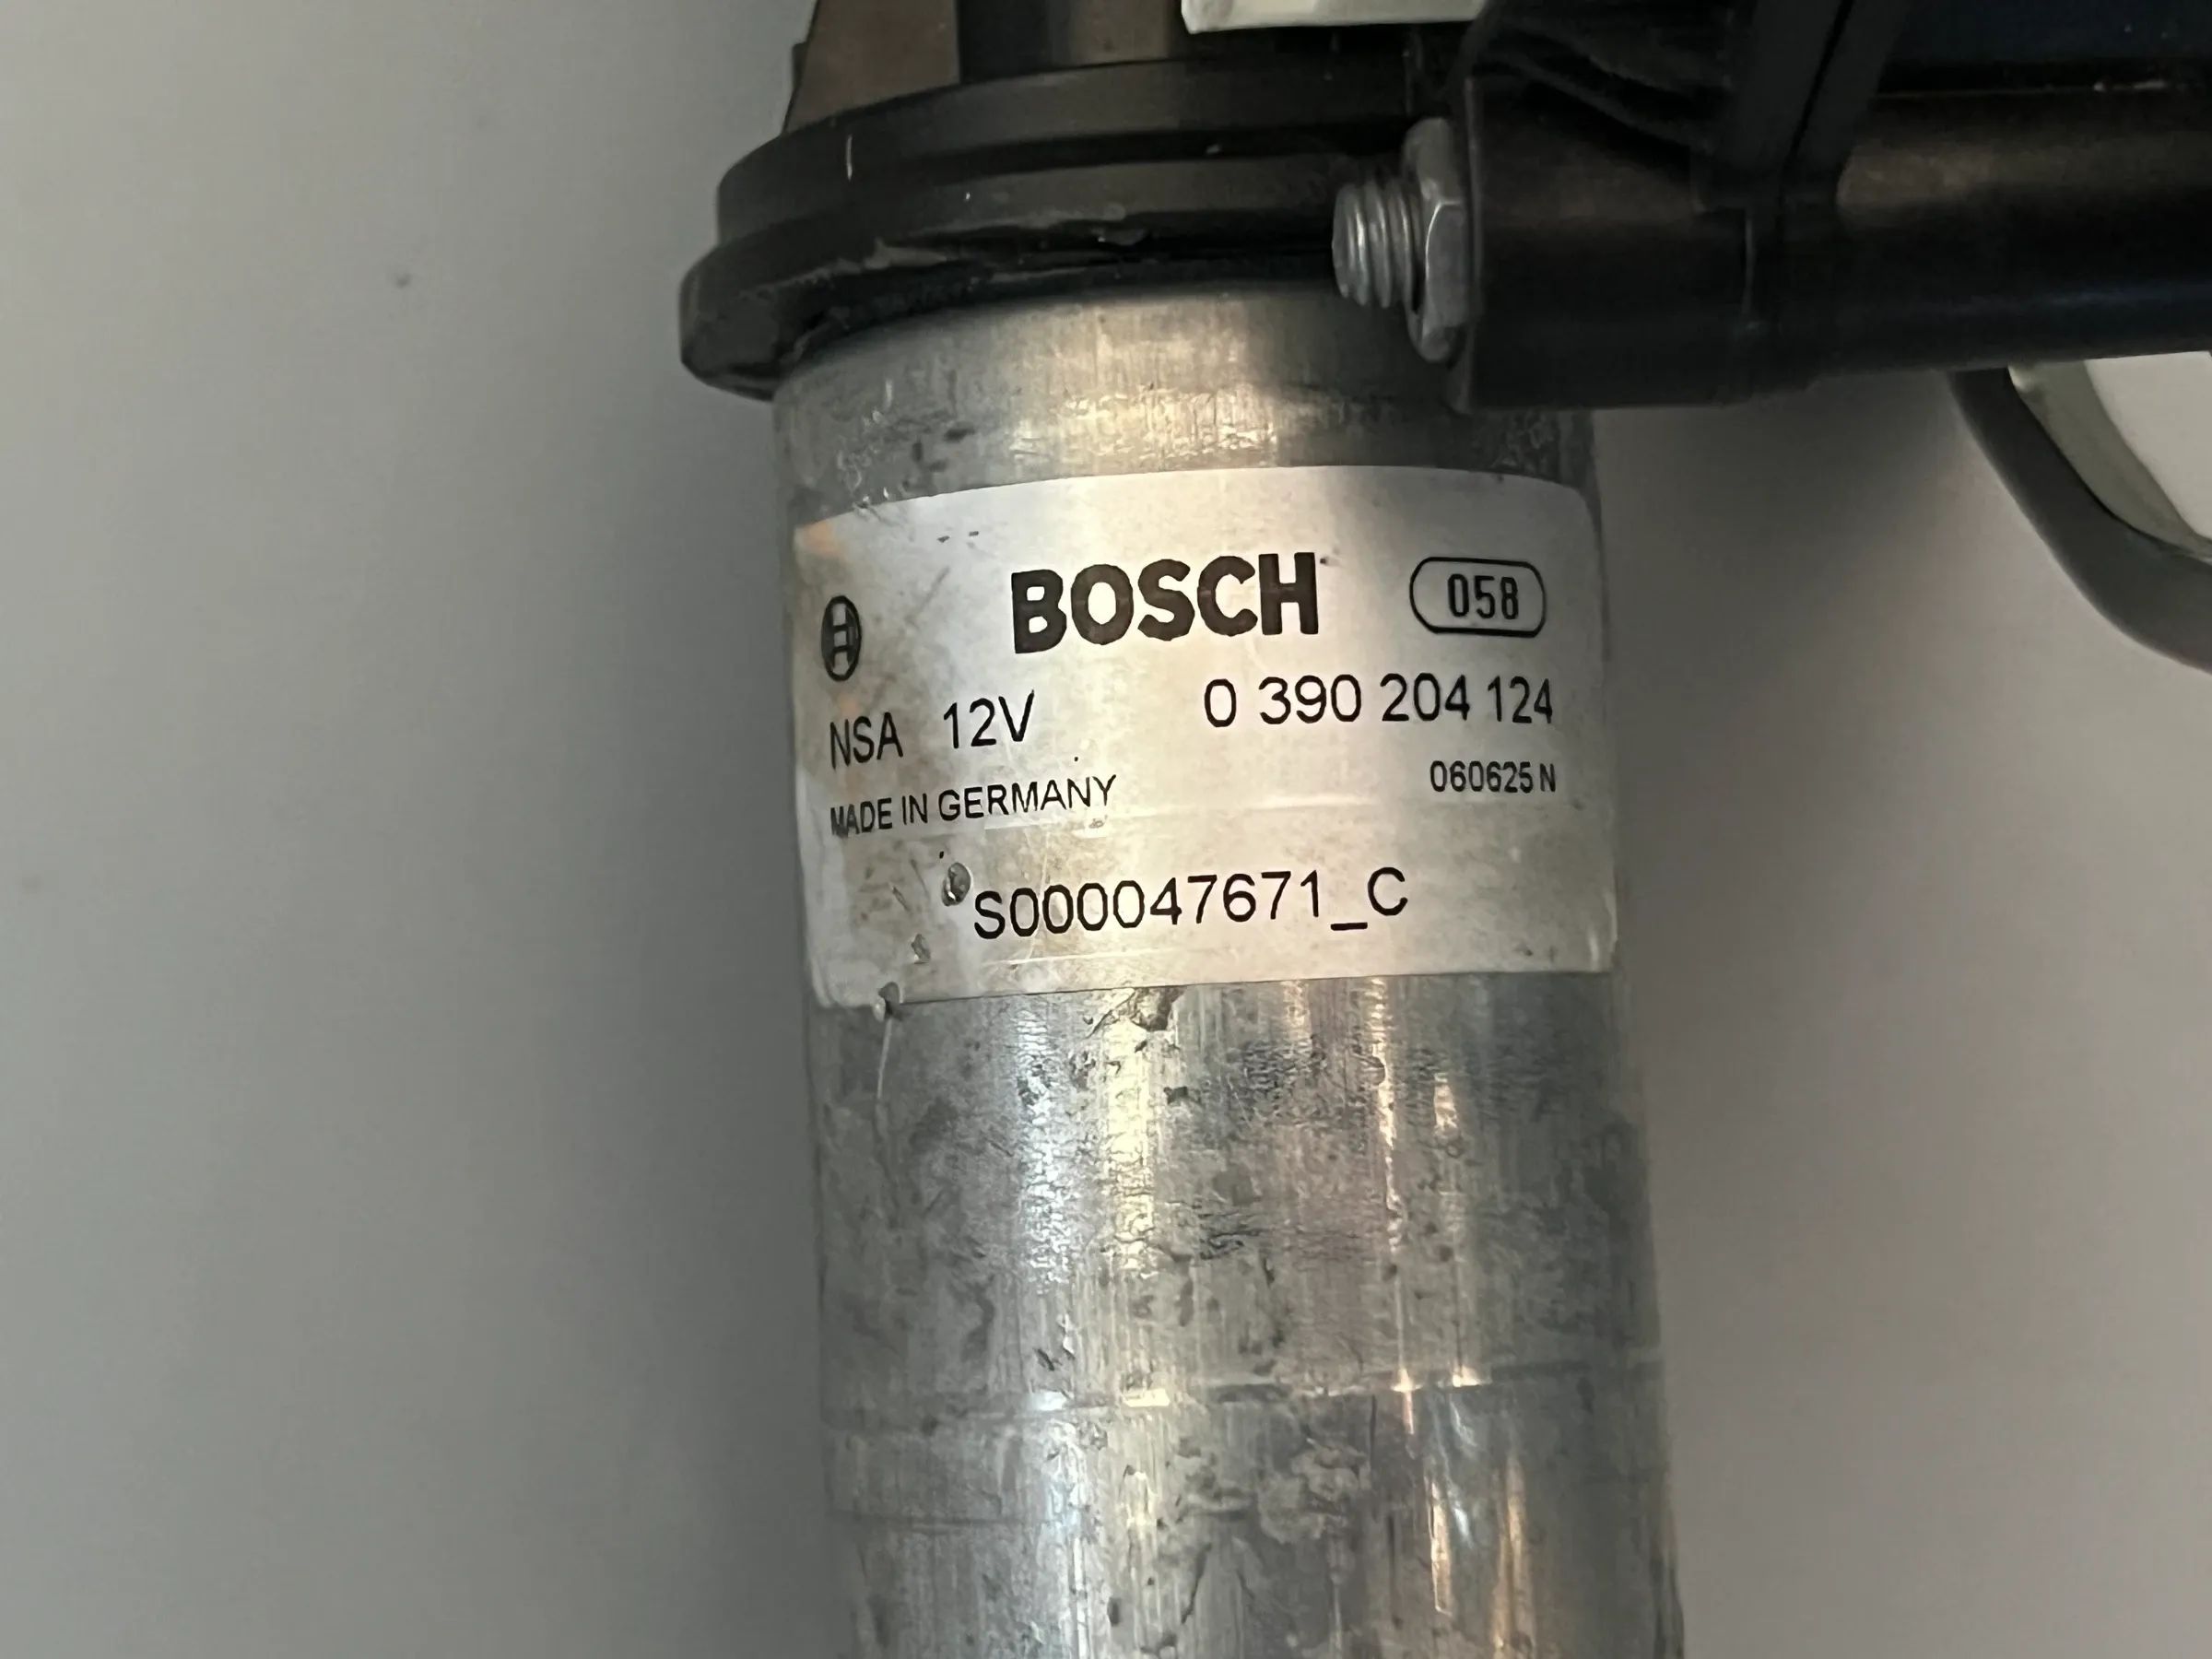 BOSCH 058
NSA 12V 0 390 204 124
MADE IN GERMANY 060625 N
S000047671_C